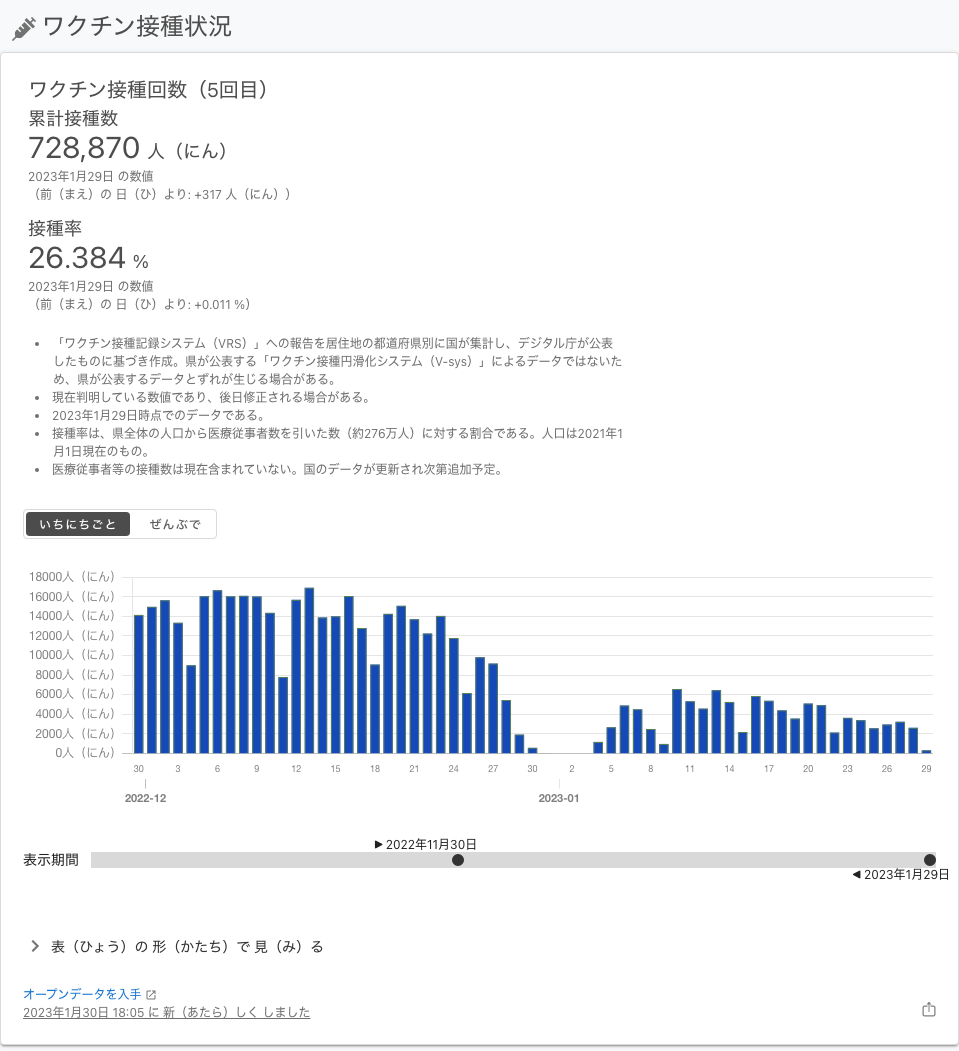 ワクチン接種状況
ワクチン接種回数（5回目）
累計接種数
728,870 人（にん）
2023年1月29日 の数値
（前（まえ）の 日（ひ）より: +317 人（にん））
接種率
26.384 %
2023年1月29日 の数値
（前（まえ）の 日（ひ）より: +0.011 %）
• 「ワクチン接種記録システム（VRS）」への報告を居住地の都道府県別に国が集計し、デジタル庁が公表
したものに基づき作成。県が公表する「ワクチン接種円滑化システム（V-sys）」によるデータではないた
め、県が公表するデータとずれが生じる場合がある。
• 現在判明している数値であり、後日修正される場合がある。
• 2023年1月29日時点でのデータである。
• 接種率は、県全体の人口から医療従事者数を引いた数（約276万人）に対する割合である。人口は2021年1
月1日現在のもの。
• 医療従事者等の接種数は現在含まれていない。国のデータが更新され次第追加予定。
いちにちごと ぜんぶで
18000人（にん）
16000人（にん）
14000人（にん）
12000人（にん）
10000人（にん）
8000人（にん）
6000人（にん）
4000人（にん）
2000人（にん）
0人（にん）
30 3 6 9 12 15 18 21 24 27 30 2 5 8 11 14 17 20 23 26 29
2022-12 2023-01
▶ 2022年11月30日
表示期間
◀ 2023年1月29日
表（ひょう）の 形（かたち）で 見（み）る
オープンデータを入手
2023年1月30日 18:05 に 新（あたら）しく しました